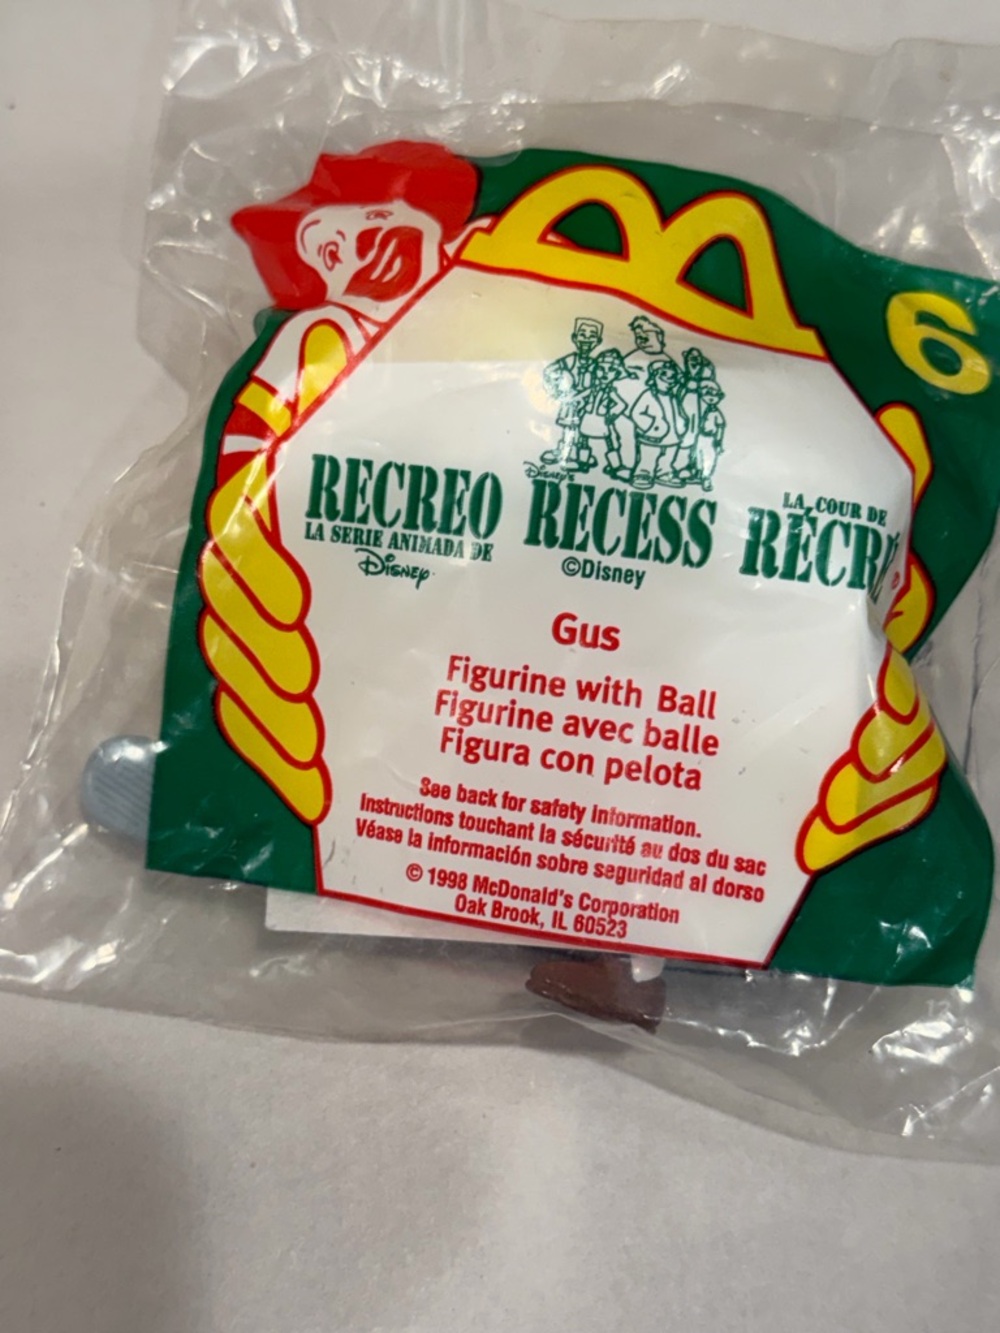 6
RECREO
LA SERIE ANIMADA DE
Disney
Disney's
RECESS
©Disney
LA COUR DE
Gus
Figurine with Ball
Figurine avec balle
Figura con pelota
See back for safety information.
Instructions touchant la sécurité au dos du sac
Véase la información sobre seguridad al dorso
© 1998 McDonald's Corporation
Oak Brook, IL 60523